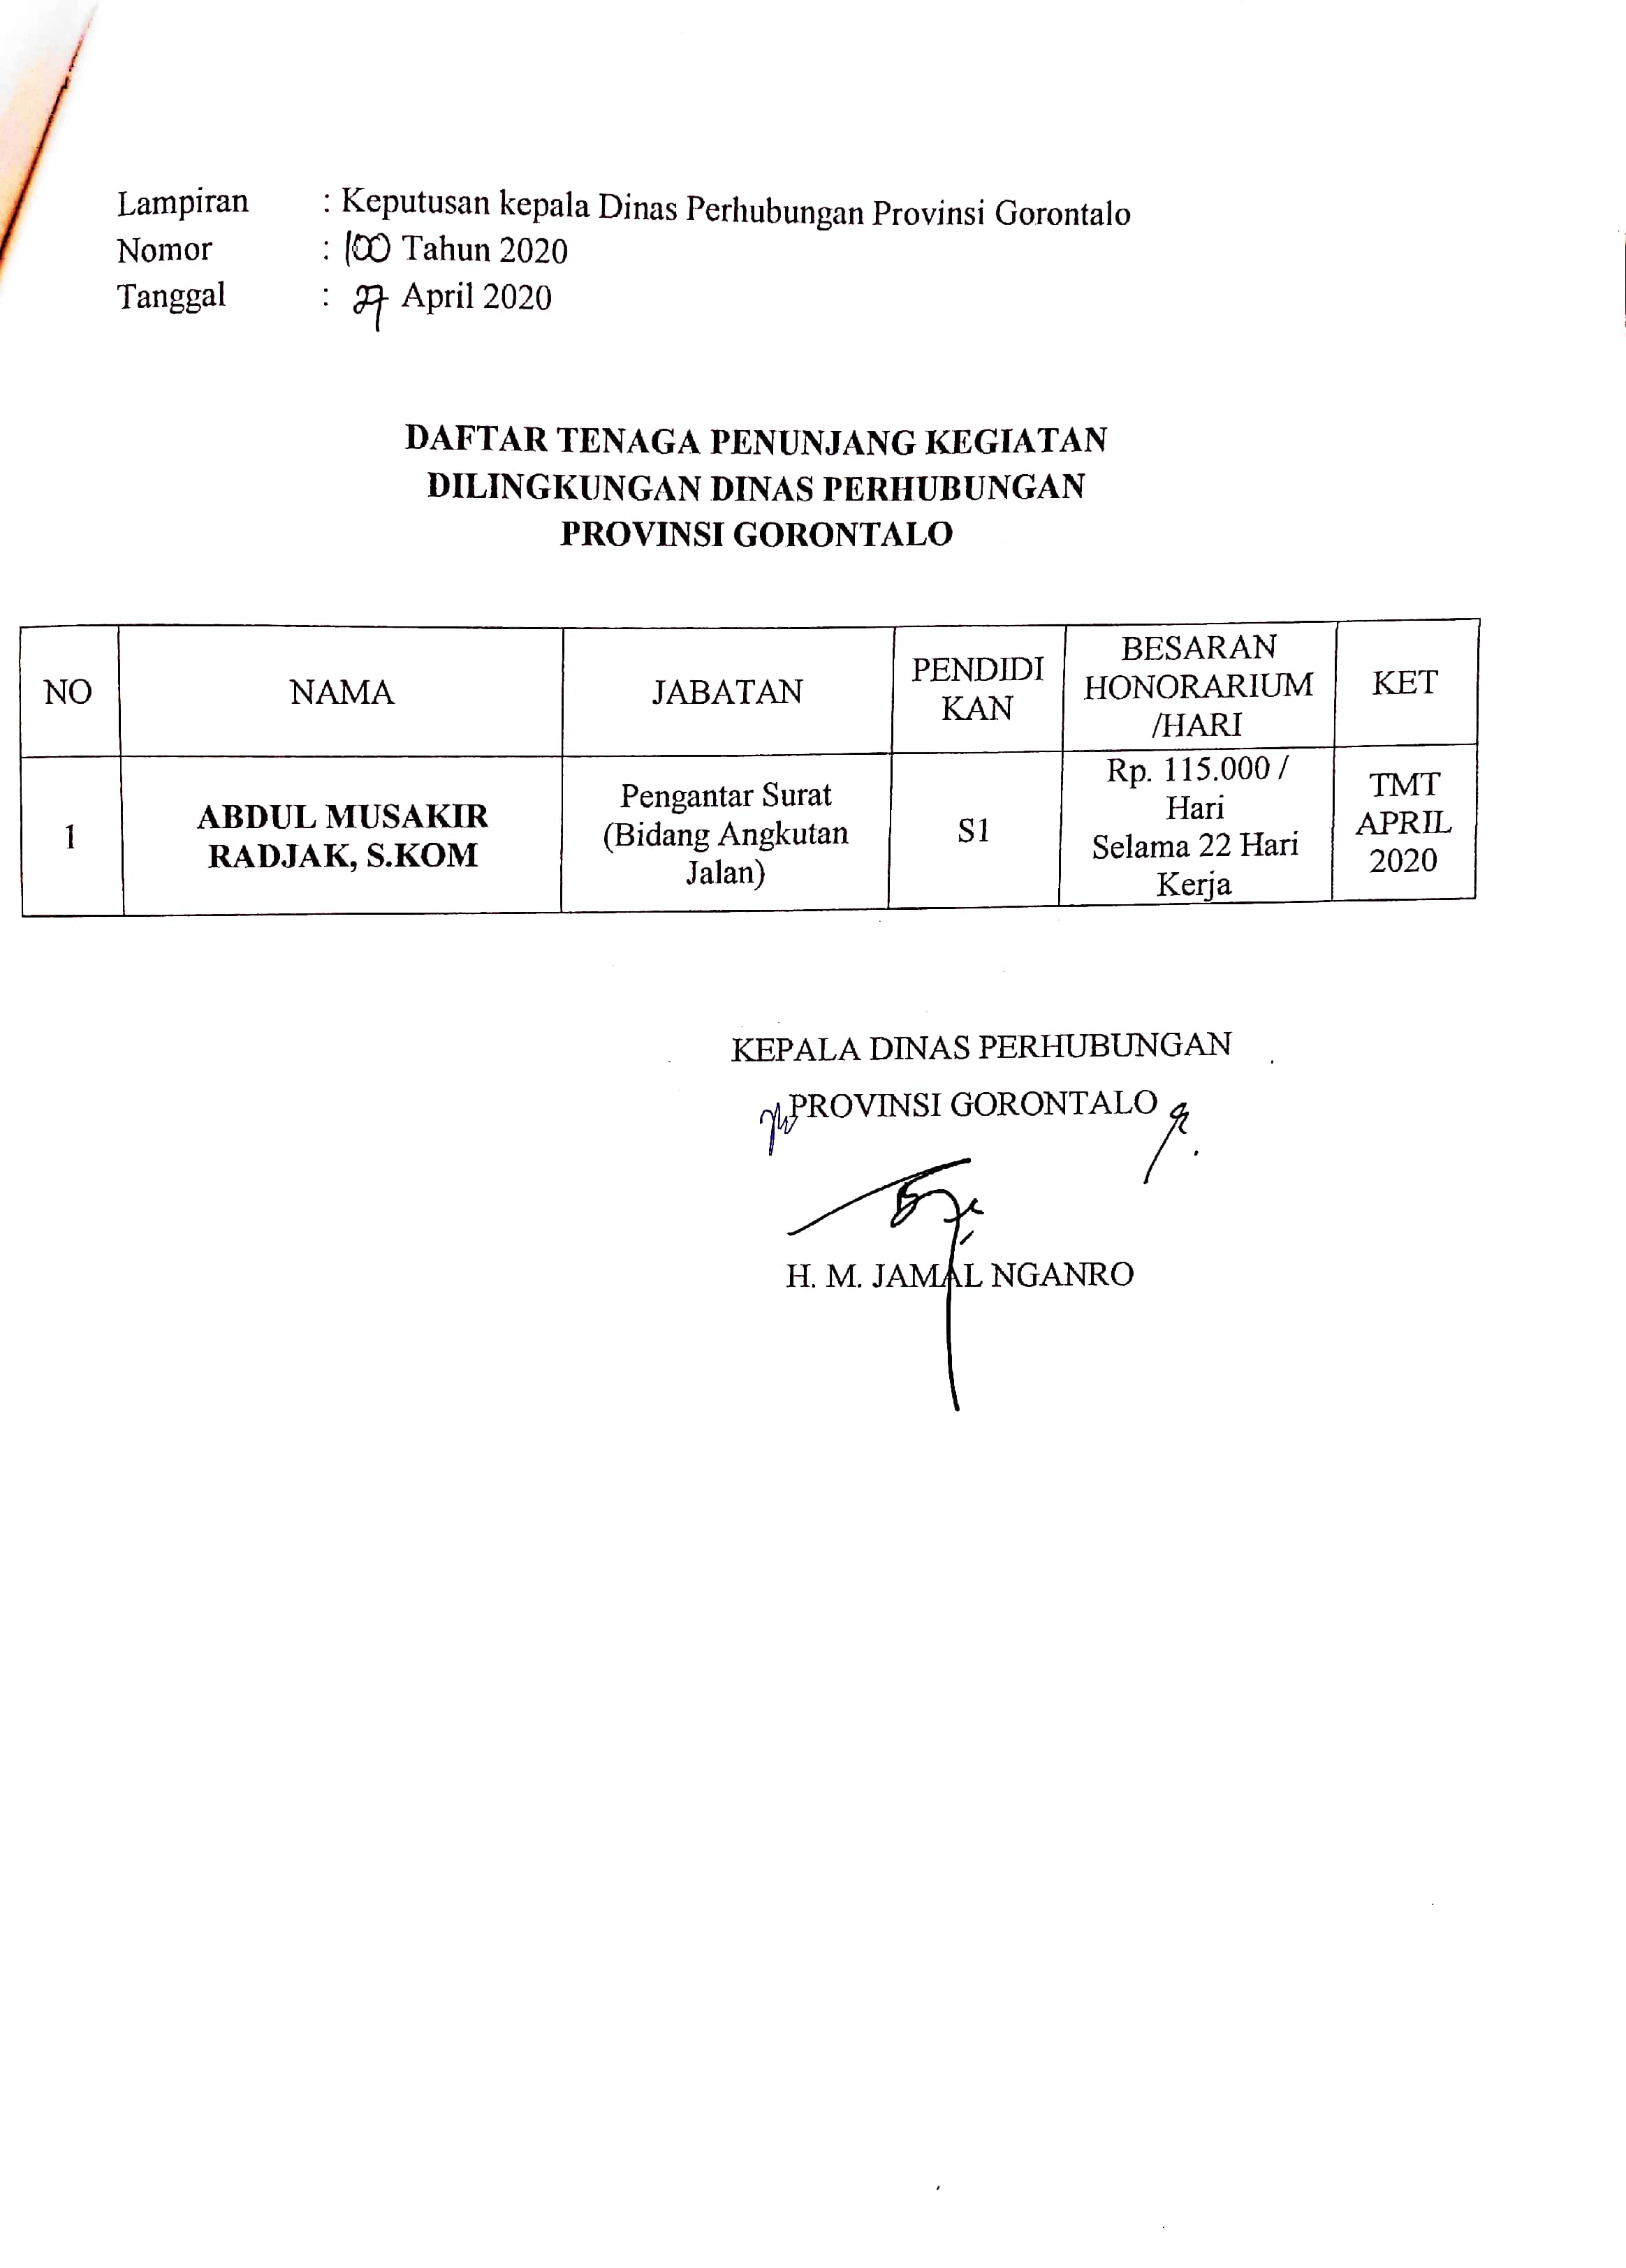 Lampiran : Keputusan kepala Dinas Perhubungan Provinsi Gorontalo
Nomor : 100 Tahun 2020
Tanggal : 27 April 2020
DAFTAR TENAGA PENUNJANG KEGIATAN
DILINGKUNGAN DINAS PERHUBUNGAN
PROVINSI GORONTALO
NO NAMA JABATAN PENDIDI
KAN BESARAN
HONORARIUM
/HARI KET
1 ABDUL MUSAKIR
RADJAK, S.KOM Pengantar Surat
(Bidang Angkutan
Jalan) S1 Rp. 115.000 /
Hari
Selama 22 Hari
Kerja TMT
APRIL
2020
KEPALA DINAS PERHUBUNGAN
PROVINSI GORONTALO
H. M. JAMAL NGANRO